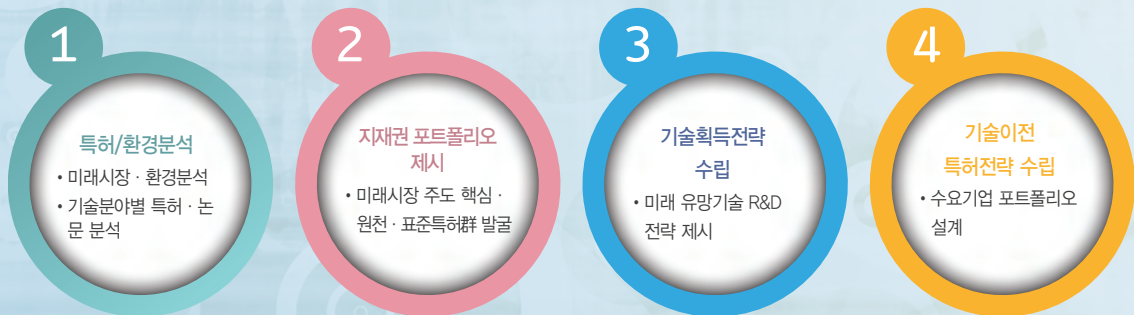 1
특허/환경분석
• 미래시장 · 환경분석
• 기술분야별 특허 · 논
문 분석
2
지재권 포트폴리오
제시
• 미래시장 주도 핵심 ·
원천 · 표준특허群 발굴
3
기술획득전략
수립
• 미래 유망기술 R&D
전략 제시
4
기술이전
특허전략 수립
• 수요기업 포트폴리오
설계